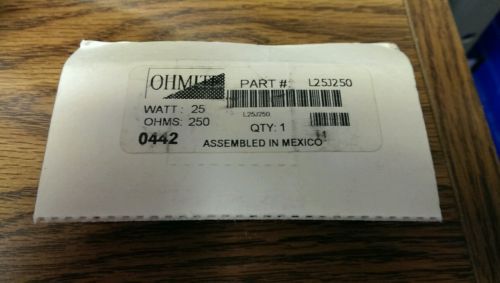 OHMITE PART #: L25J250
WATT : 25
L25J250
OHMS: 250
QTY: 1
0442
ASSEMBLED IN MEXICO